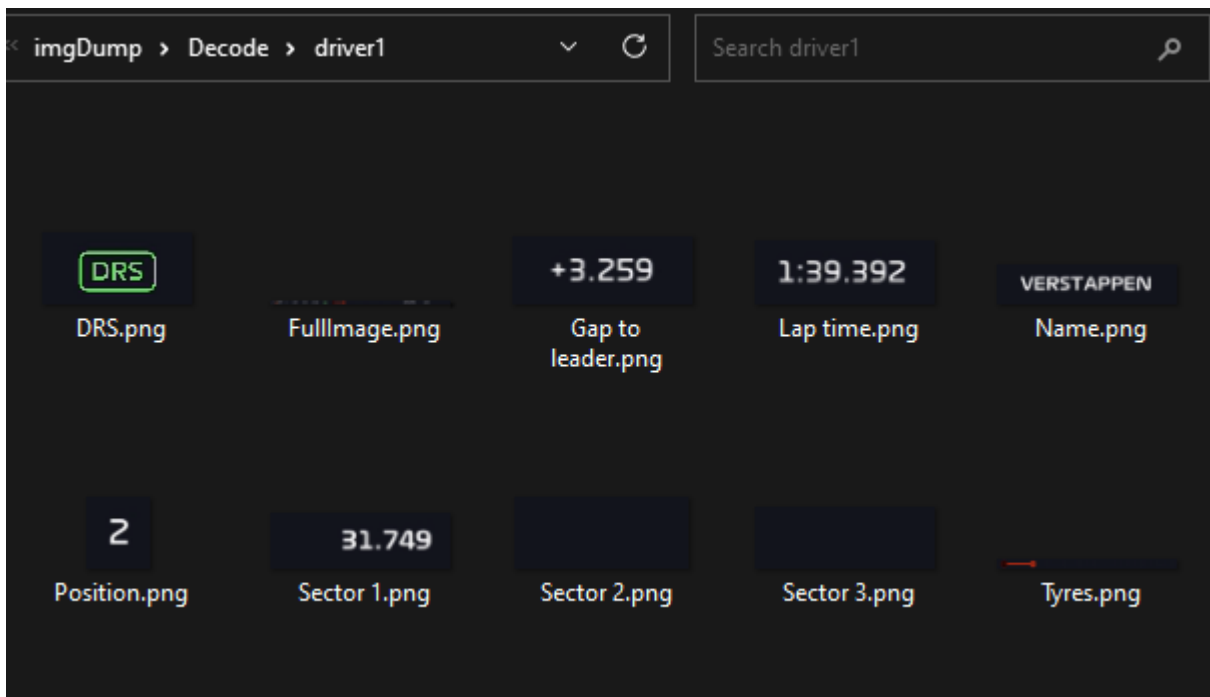 « imgDump > Decode > driver1
Search driver1
DRS
+3.259
1:39.392
VERSTAPPEN
DRS.png
FullImage.png
Gap to
leader.png
Lap time.png
Name.png
2
31.749
Position.png
Sector 1.png
Sector 2.png
Sector 3.png
Tyres.png